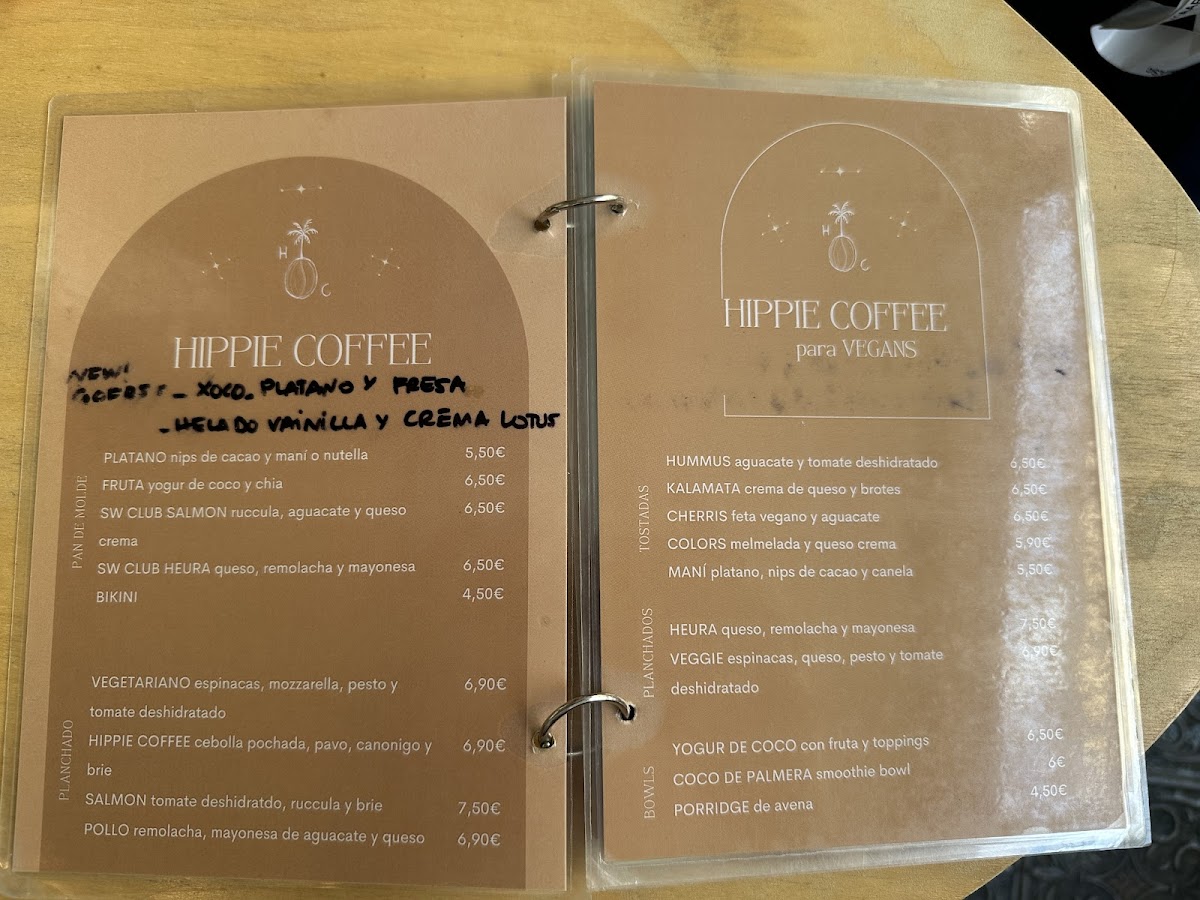 H
C
HIPPIE COFFEE
NEW!
GOFRES - XOCO. PLATANO Y FRESA
- HELADO VAINILLA Y CREMA LOTUS
PAN DE MOLDE
PLATANO nips de cacao y maní o nutella 5,50€
FRUTA yogur de coco y chia 6,50€
SW CLUB SALMON ruccula, aguacate y queso 6,50€
crema
SW CLUB HEURA queso, remolacha y mayonesa 6,50€
BIKINI 4,50€
PLANCHADO
VEGETARIANO espinacas, mozzarella, pesto y 6,90€
tomate deshidratado
HIPPIE COFFEE cebolla pochada, pavo, canonigo y 6,90€
brie
SALMON tomate deshidratdo, ruccula y brie 7,50€
POLLO remolacha, mayonesa de aguacate y queso 6,90€
H
C
HIPPIE COFFEE
para VEGANS
TOSTADAS
HUMMUS aguacate y tomate deshidratado 6,50€
KALAMATA crema de queso y brotes 6,50€
CHERRIS feta vegano y aguacate 6,50€
COLORS melmelada y queso crema 5,90€
MANÍ platano, nips de cacao y canela 5,50€
PLANCHADOS
HEURA queso, remolacha y mayonesa 7,50€
VEGGIE espinacas, queso, pesto y tomate 6,90€
deshidratado
BOWLS
YOGUR DE COCO con fruta y toppings 6,50€
COCO DE PALMERA smoothie bowl 6€
PORRIDGE de avena 4,50€